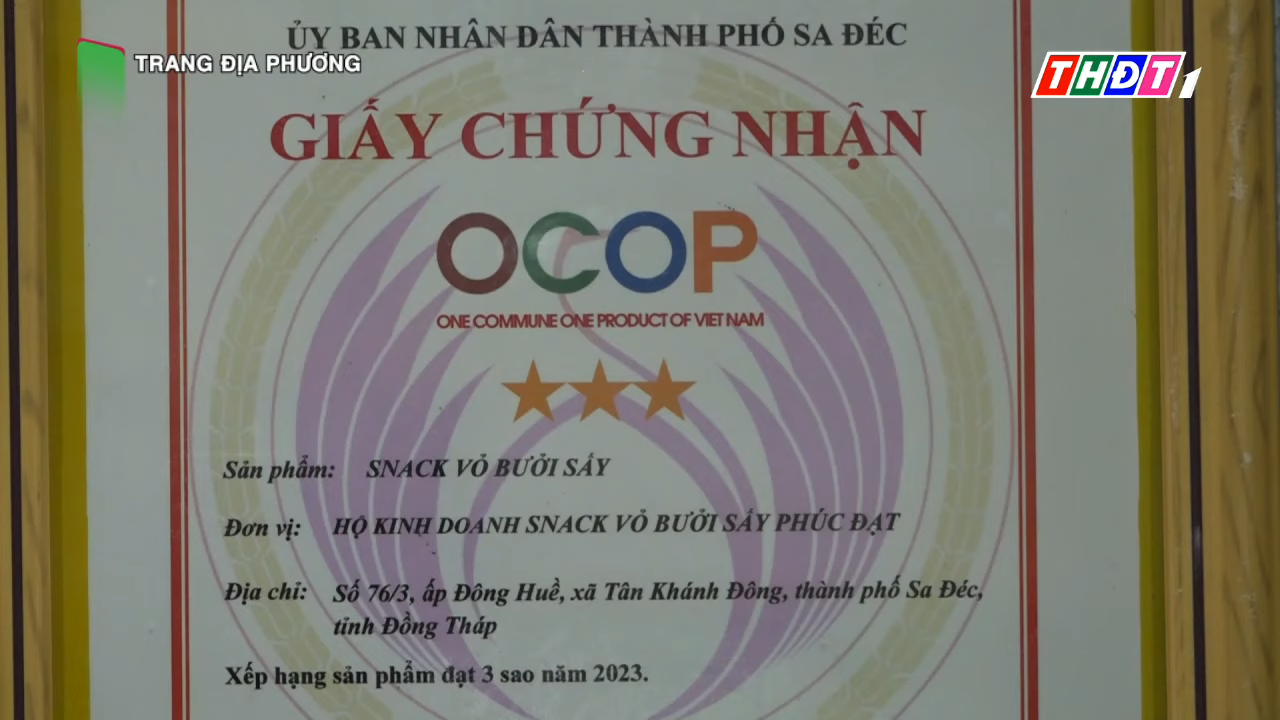 ỦY BAN NHÂN DÂN THÀNH PHỐ SA ĐÉC
TRANG ĐỊA PHƯƠNG
THĐT1
GIẤY CHỨNG NHẬN
OCOP
ONE COMMUNE ONE PRODUCT OF VIET NAM
Sản phẩm: SNACK VỎ BƯỞI SẤY
Đơn vị: HỘ KINH DOANH SNACK VỎ BƯỞI SẤY PHÚC ĐẠT
Địa chỉ: Số 76/3, ấp Đông Huề, xã Tân Khánh Đông, thành phố Sa Đéc,
tỉnh Đồng Tháp
Xếp hạng sản phẩm đạt 3 sao năm 2023.